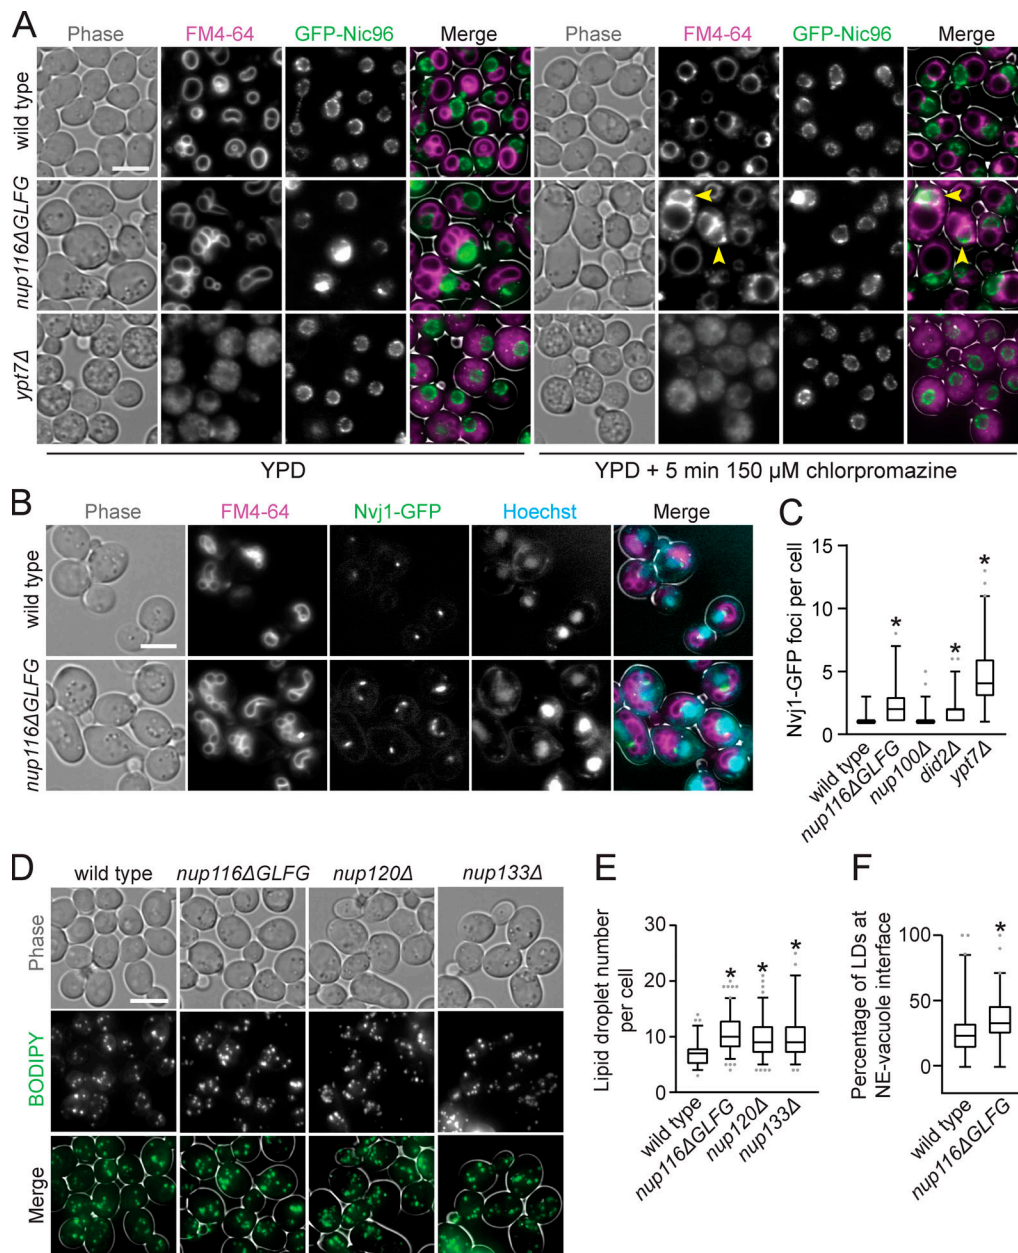 A
Phase FM4-64 GFP-Nic96 Merge Phase FM4-64 GFP-Nic96 Merge
wild type
nup116ΔGLFG
ypt7Δ
YPD YPD + 5 min 150 μM chlorpromazine
B
Phase FM4-64 Nvj1-GFP Hoechst Merge
wild type
nup116ΔGLFG
C
Nvj1-GFP foci per cell
15
10
5
0
* * *
wild type
nup116ΔGLFG
nup100Δ
did2Δ
ypt7Δ
D
wild type nup116ΔGLFG nup120Δ nup133Δ
Phase
BODIPY
Merge
E
Lipid droplet number
per cell
30
20
10
0
* * *
wild type
nup116ΔGLFG
nup120Δ
nup133Δ
F
Percentage of LDs at
NE-vacuole interface
100
50
0
*
wild type
nup116ΔGLFG